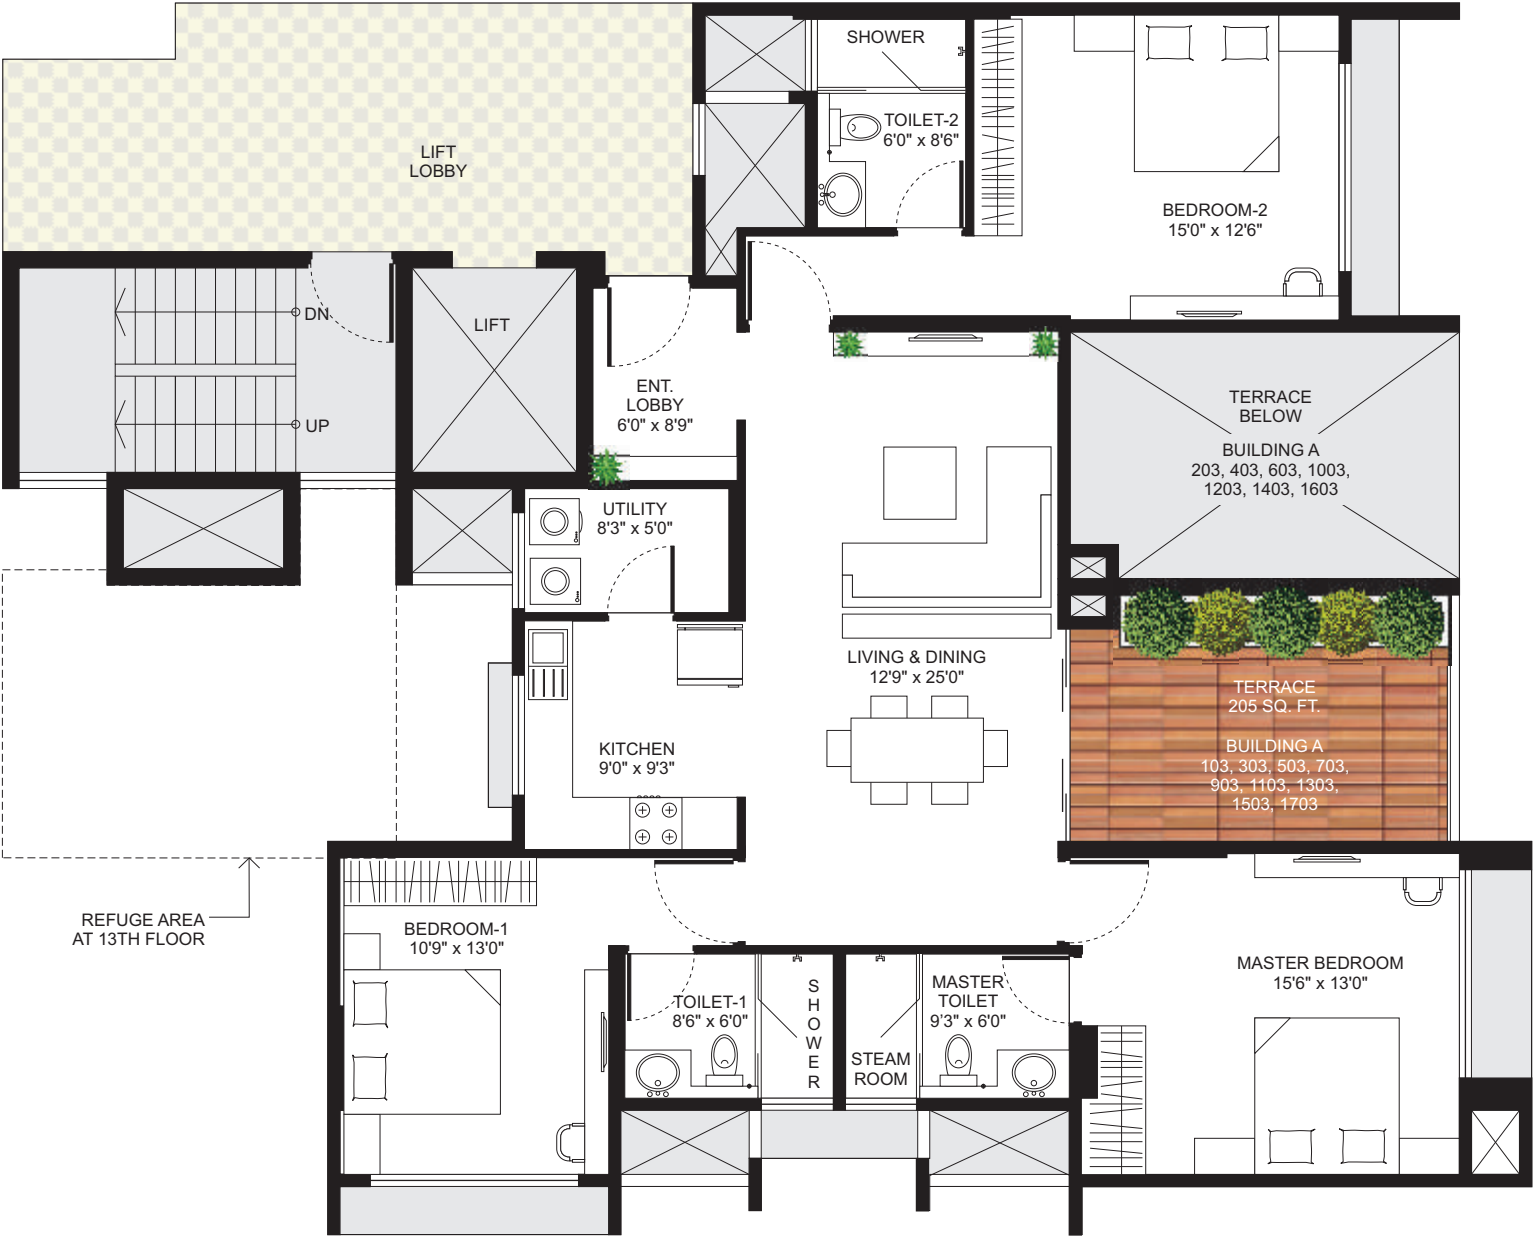 SHOWER
TOILET-2
6'0" x 8'6"
LIFT
LOBBY
BEDROOM-2
15'0" x 12'6"
DN
LIFT
UP
ENT.
LOBBY
6'0" x 8'9"
TERRACE
BELOW
BUILDING A
203, 403, 603, 1003,
1203, 1403, 1603
UTILITY
8'3" x 5'0"
LIVING & DINING
12'9" x 25'0"
TERRACE
205 SQ. FT.
BUILDING A
103, 303, 503, 703,
903, 1103, 1303,
1503, 1703
KITCHEN
9'0" x 9'3"
REFUGE AREA
AT 13TH FLOOR
BEDROOM-1
10'9" x 13'0"
MASTER BEDROOM
15'6" x 13'0"
TOILET-1
8'6" x 6'0"
SHOWER
MASTER
TOILET
9'3" x 6'0"
STEAM
ROOM